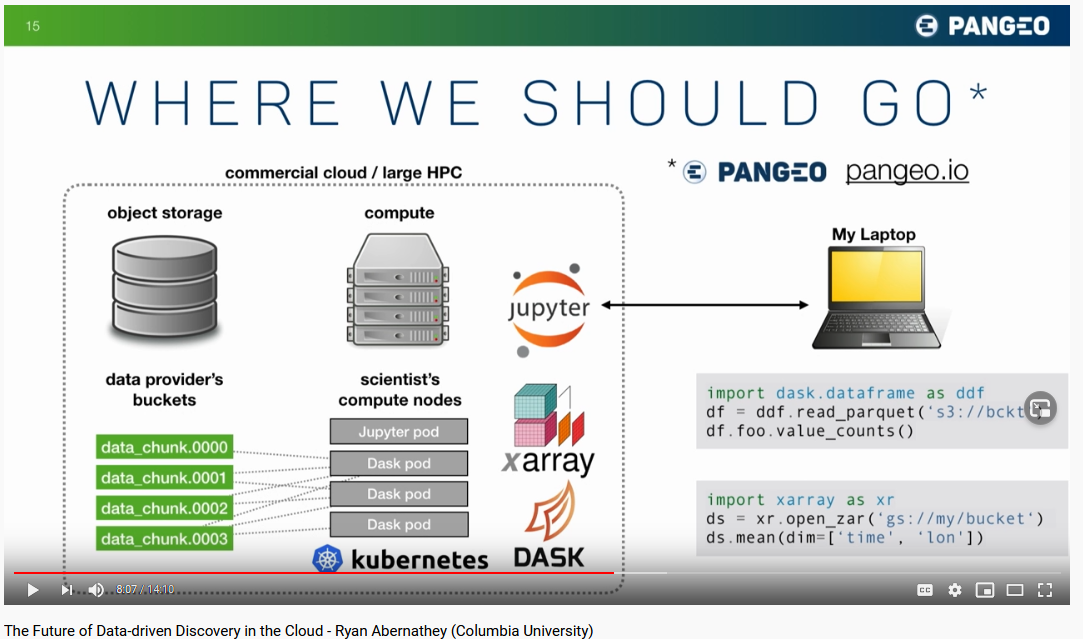 15
PANGEO
WHERE WE SHOULD GO*
* PANGEO pangeo.io
commercial cloud / large HPC
object storage
compute
My Laptop
jupyter
data provider's
buckets
scientist's
compute nodes
data_chunk.0000
data_chunk.0001
data_chunk.0002
data_chunk.0003
Jupyter pod
Dask pod
Dask pod
Dask pod
kubernetes
xarray
DASK
import dask.dataframe as ddf
df = ddf.read_parquet('s3://bckt
df.foo.value_counts()
import xarray as xr
ds = xr.open_zar('gs://my/bucket')
ds.mean(dim=['time', 'lon'])
8:07 / 14:10
CC
The Future of Data-driven Discovery in the Cloud - Ryan Abernathey (Columbia University)